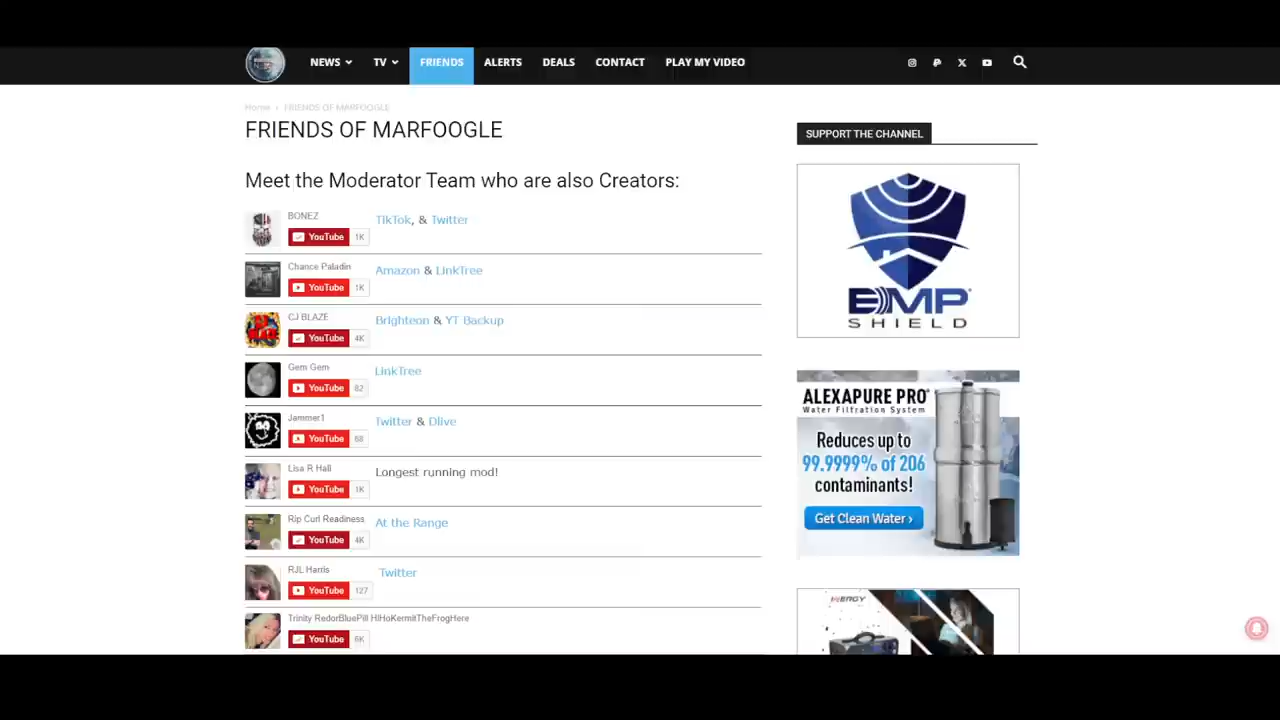 NEWS TV FRIENDS ALERTS DEALS CONTACT PLAY MY VIDEO
Home › FRIENDS OF MARFOOGLE
FRIENDS OF MARFOOGLE
Meet the Moderator Team who are also Creators:
BONEZ
YouTube 1K
TikTok, & Twitter
Chance Paladin
YouTube 1K
Amazon & LinkTree
CJ BLAZE
YouTube 4K
Brighteon & YT Backup
Gem Gem
YouTube 82
LinkTree
Jammer1
YouTube 68
Twitter & Dlive
Lisa R Hall
YouTube 1K
Longest running mod!
Rip Curl Readiness
YouTube 4K
At the Range
RJL Harris
YouTube 127
Twitter
Trinity RedorBluePill HiHoKermitTheFrogHere
YouTube 6K
SUPPORT THE CHANNEL
EMP
SHIELD
ALEXAPURE PRO®
Water Filtration System
Reduces up to
99.9999% of 206
contaminants!
Get Clean Water ›